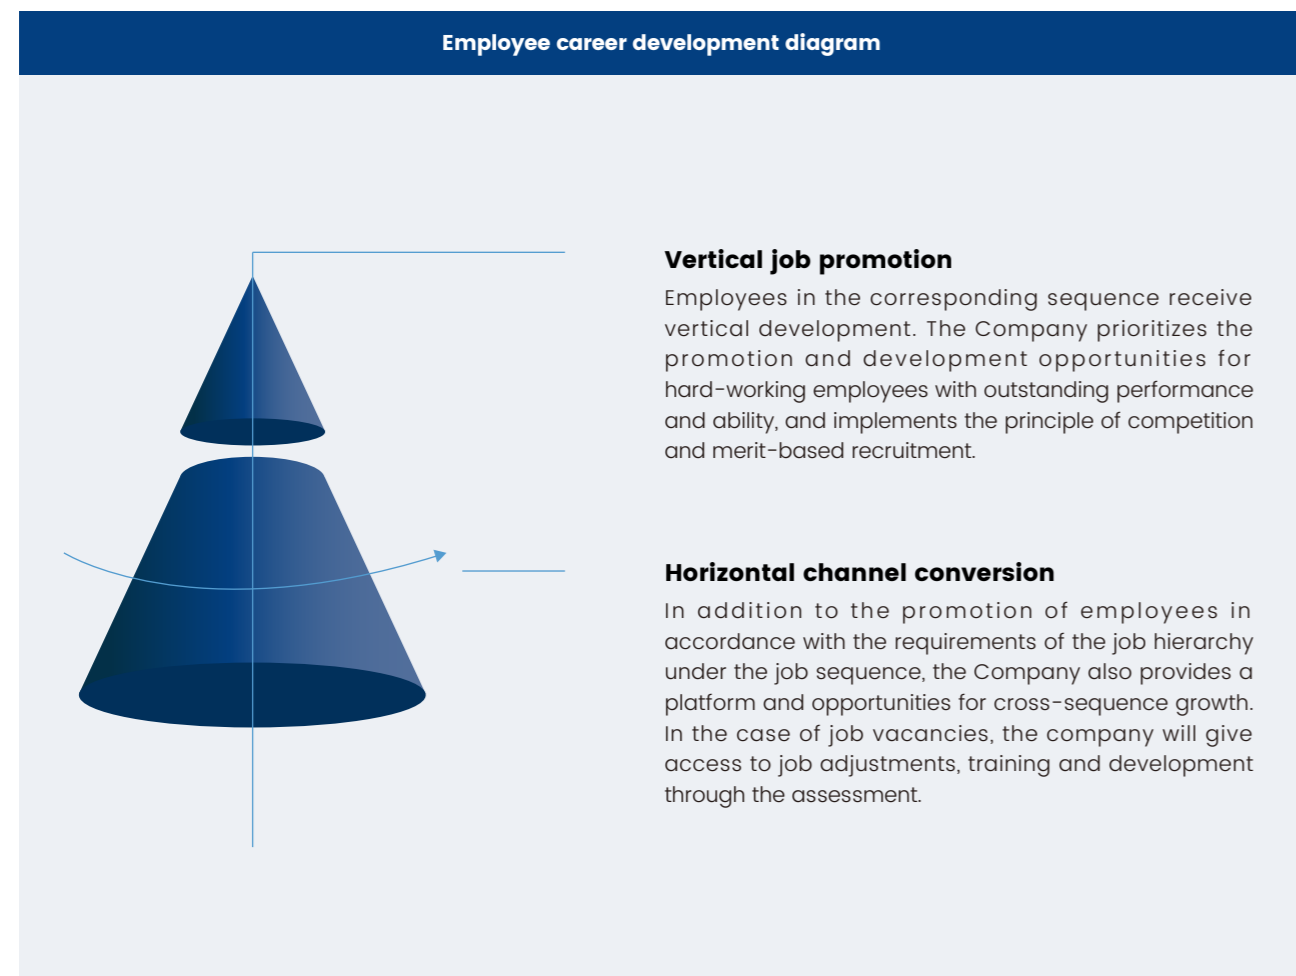 Employee career development diagram
Vertical job promotion
Employees in the corresponding sequence receive
vertical development. The Company prioritizes the
promotion and development opportunities for
hard-working employees with outstanding performance
and ability, and implements the principle of competition
and merit-based recruitment.
Horizontal channel conversion
In addition to the promotion of employees in
accordance with the requirements of the job hierarchy
under the job sequence, the Company also provides a
platform and opportunities for cross-sequence growth.
In the case of job vacancies, the company will give
access to job adjustments, training and development
through the assessment.